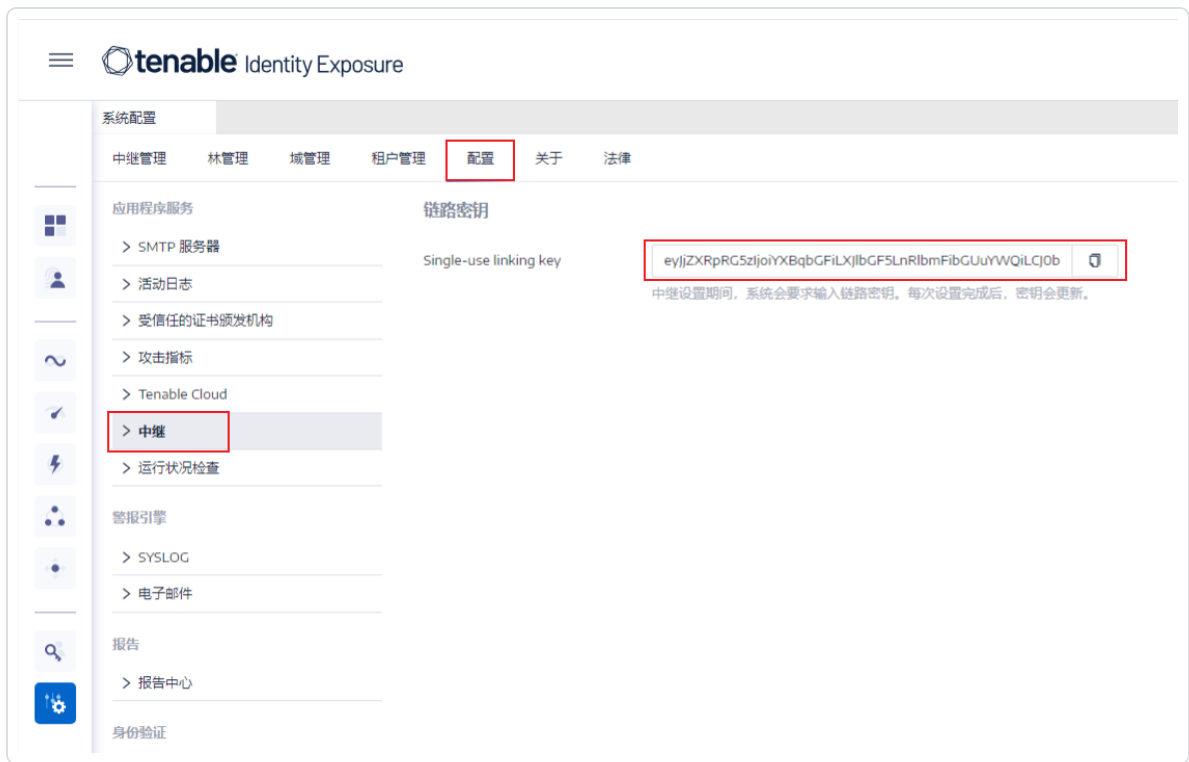 tenable Identity Exposure
系统配置
中继管理 林管理 域管理 租户管理 配置 关于 法律
应用程序服务
SMTP 服务器
活动日志
受信任的证书颁发机构
攻击指标
Tenable Cloud
中继
运行状况检查
警报引擎
SYSLOG
电子邮件
报告
报告中心
身份验证
链路密钥
Single-use linking key
eyJjZXRpRG5zIjoiYXBqbGFiLXJlbGF5LnRlbmFibGUuYWQiLCJ0b
中继设置期间，系统会要求输入链路密钥。每次设置完成后，密钥会更新。